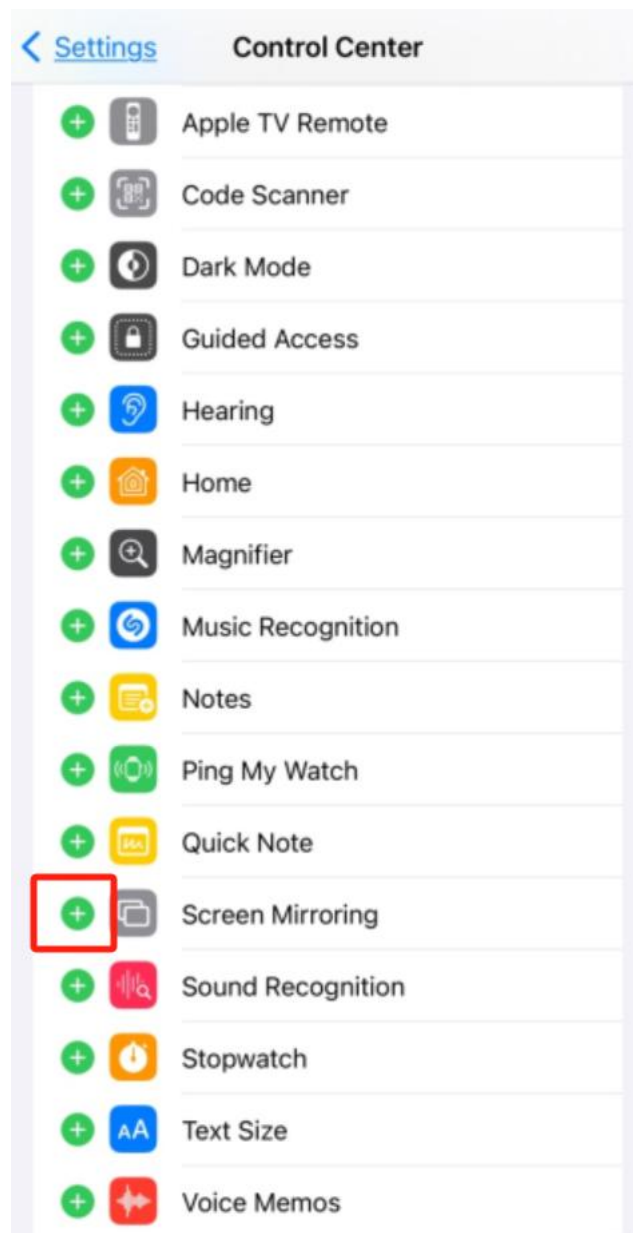 Settings
Control Center
Apple TV Remote
Code Scanner
Dark Mode
Guided Access
Hearing
Home
Magnifier
Music Recognition
Notes
Ping My Watch
Quick Note
Screen Mirroring
Sound Recognition
Stopwatch
AA Text Size
Voice Memos